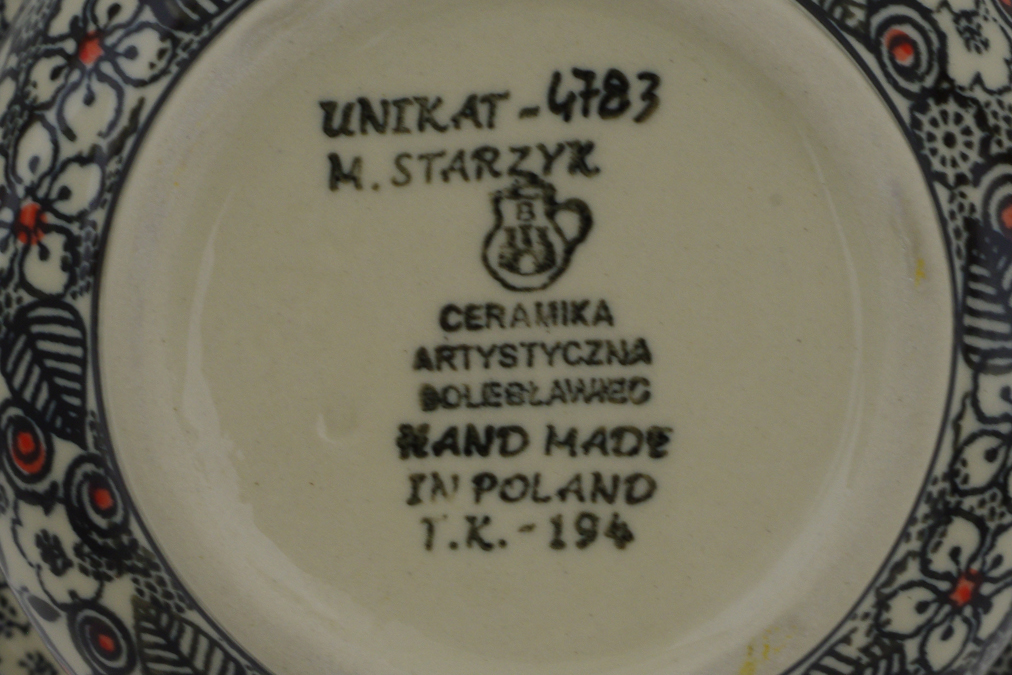 UNIKAT-4783
M. STARZYK
B
CERAMIKA
ARTYSTYCZNA
BOLESŁAWIEC
HAND MADE
IN POLAND
T.K.-194